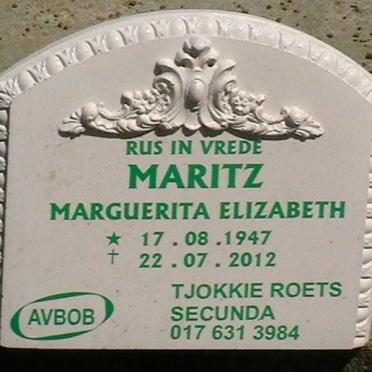 RUS IN VREDE
MARITZ
MARGUERITA ELIZABETH
★ 17.08.1947
† 22.07.2012
TJOKKIE ROETS
SECUNDA
017 631 3984
AVBOB